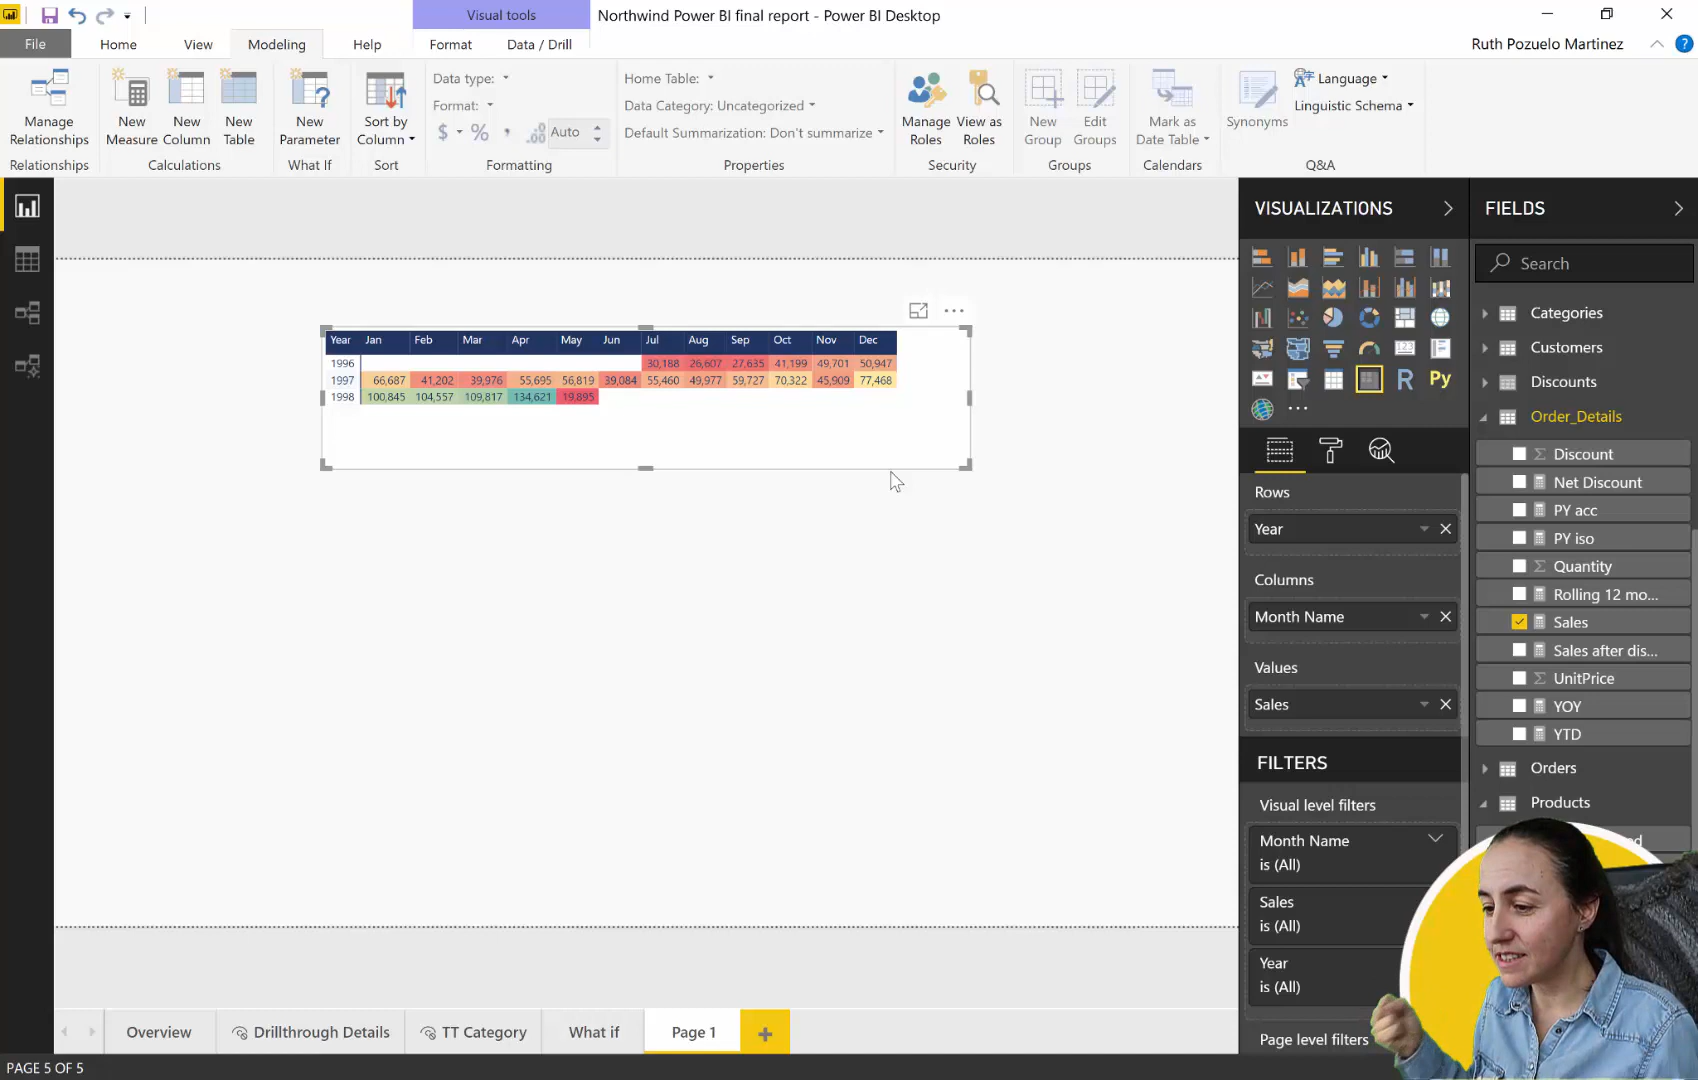 Visual tools
Northwind Power BI final report - Power BI Desktop
File
Home
View
Modeling
Help
Format
Data / Drill
Ruth Pozuelo Martinez
?
Manage Relationships
Relationships
New Measure
New Column
New Table
Calculations
New Parameter
What If
Sort by Column
Sort
Data type:
Format:
$ % , Auto
Formatting
Home Table:
Data Category: Uncategorized
Default Summarization: Don't summarize
Properties
Manage Roles
View as Roles
Security
New Group
Edit Groups
Groups
Mark as Date Table
Calendars
Synonyms
Language
Linguistic Schema
Q&A
Year Jan Feb Mar Apr May Jun Jul Aug Sep Oct Nov Dec
1996 30,188 26,607 27,635 41,199 49,701 50,947
1997 66,687 41,202 39,976 55,695 56,819 39,084 55,460 49,977 59,727 70,322 45,909 77,468
1998 100,845 104,557 109,817 134,621 19,895
VISUALIZATIONS
123
R
Py
Rows
Year
Columns
Month Name
Values
Sales
FILTERS
Visual level filters
Month Name
is (All)
Sales
is (All)
Year
is (All)
Page level filters
FIELDS
Search
Categories
Customers
Discounts
Order_Details
Discount
Net Discount
PY acc
PY iso
Quantity
Rolling 12 mo...
Sales
Sales after dis...
UnitPrice
YOY
YTD
Orders
Products
Overview
Drillthrough Details
TT Category
What if
Page 1
PAGE 5 OF 5